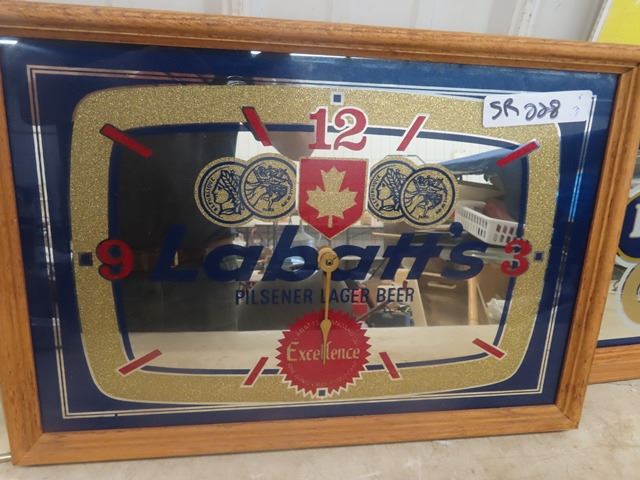 SR 228
12
9
3
Labatt's
PILSENER LAGER BEER
Excellence